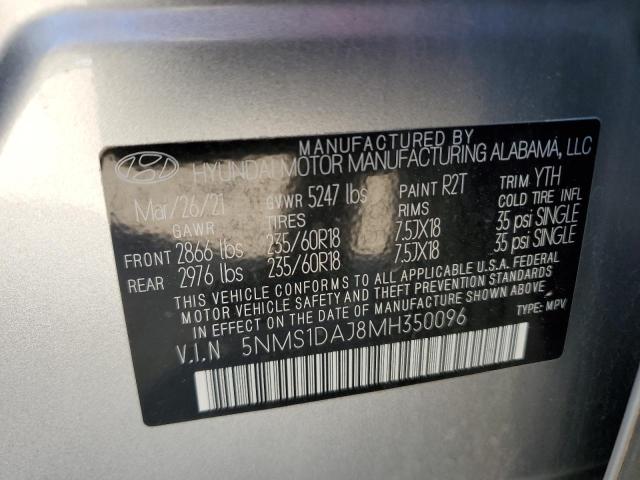 MANUFACTURED BY
HYUNDAI MOTOR MANUFACTURING ALABAMA, LLC
Mar/26/21 GVWR 5247 lbs PAINT R2T TRIM YTH
GAWR TIRES RIMS COLD TIRE INFL
FRONT 2866 lbs 235/60R18 7.5JX18 35 psi SINGLE
REAR 2976 lbs 235/60R18 7.5JX18 35 psi SINGLE
THIS VEHICLE CONFORMS TO ALL APPLICABLE U.S.A. FEDERAL
MOTOR VEHICLE SAFETY AND THEFT PREVENTION STANDARDS IN
EFFECT ON THE DATE OF MANUFACTURE SHOWN ABOVE.
V.I.N 5NMS1DAJ8MH350096 TYPE: MPV